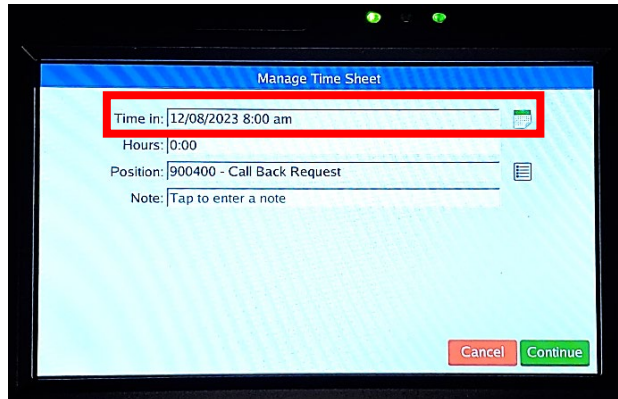 Manage Time Sheet
Time in: 12/08/2023 8:00 am
Hours: 0:00
Position: 900400 - Call Back Request
Note: Tap to enter a note
Cancel Continue